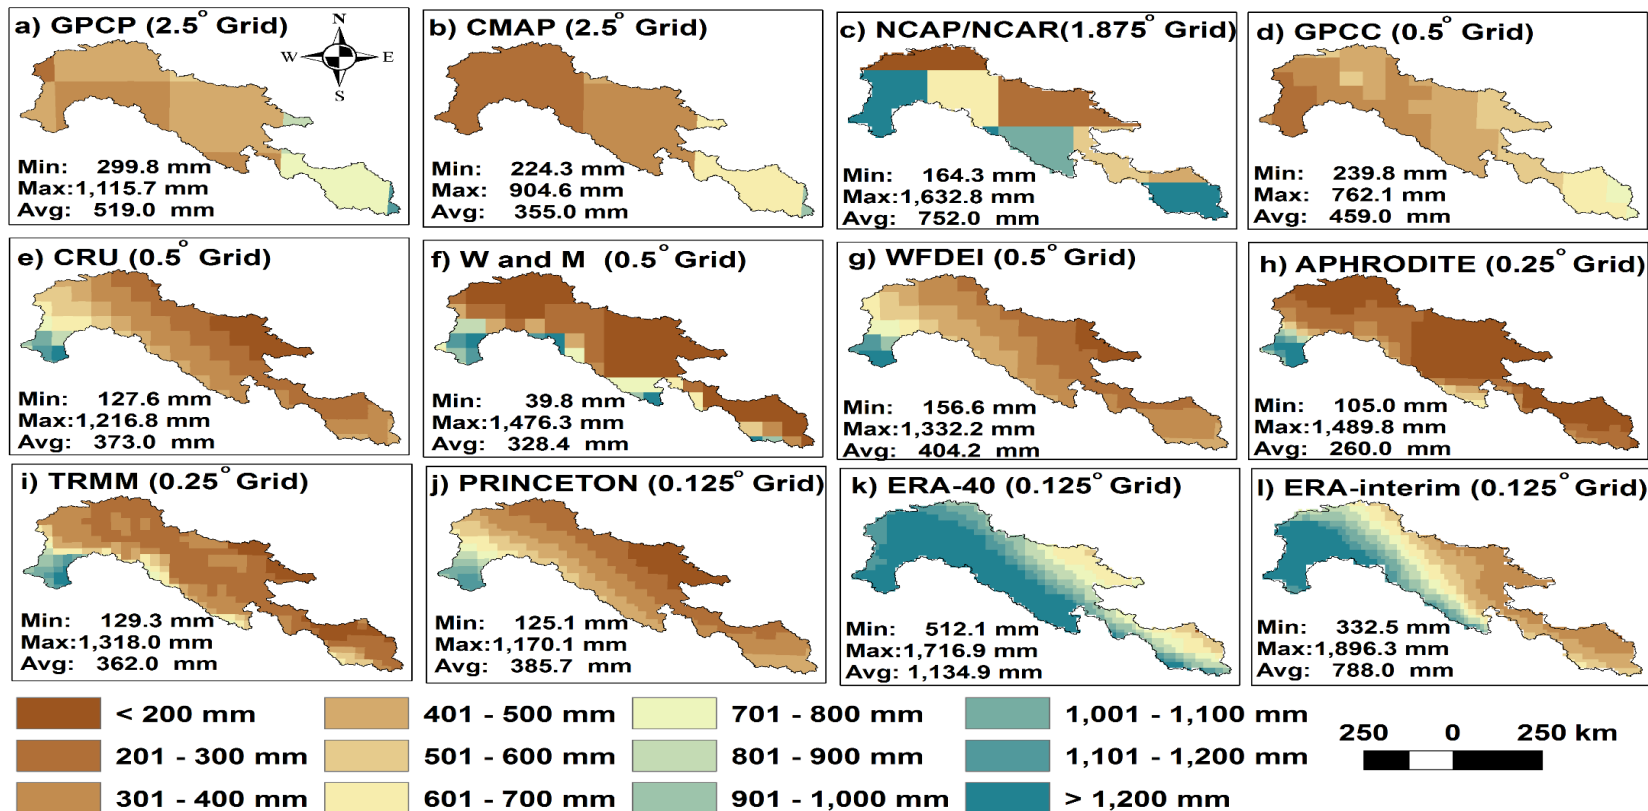 a) GPCP (2.5° Grid)
N
W E
S
Min: 299.8 mm
Max:1,115.7 mm
Avg: 519.0 mm
b) CMAP (2.5° Grid)
Min: 224.3 mm
Max: 904.6 mm
Avg: 355.0 mm
c) NCAP/NCAR(1.875° Grid)
Min: 164.3 mm
Max:1,632.8 mm
Avg: 752.0 mm
d) GPCC (0.5° Grid)
Min: 239.8 mm
Max: 762.1 mm
Avg: 459.0 mm
e) CRU (0.5° Grid)
Min: 127.6 mm
Max:1,216.8 mm
Avg: 373.0 mm
f) W and M (0.5° Grid)
Min: 39.8 mm
Max:1,476.3 mm
Avg: 328.4 mm
g) WFDEI (0.5° Grid)
Min: 156.6 mm
Max:1,332.2 mm
Avg: 404.2 mm
h) APHRODITE (0.25° Grid)
Min: 105.0 mm
Max:1,489.8 mm
Avg: 260.0 mm
i) TRMM (0.25° Grid)
Min: 129.3 mm
Max:1,318.0 mm
Avg: 362.0 mm
j) PRINCETON (0.125° Grid)
Min: 125.1 mm
Max:1,170.1 mm
Avg: 385.7 mm
k) ERA-40 (0.125° Grid)
Min: 512.1 mm
Max:1,716.9 mm
Avg: 1,134.9 mm
l) ERA-interim (0.125° Grid)
Min: 332.5 mm
Max:1,896.3 mm
Avg: 788.0 mm
< 200 mm
201 - 300 mm
301 - 400 mm
401 - 500 mm
501 - 600 mm
601 - 700 mm
701 - 800 mm
801 - 900 mm
901 - 1,000 mm
1,001 - 1,100 mm
1,101 - 1,200 mm
> 1,200 mm
250 0 250 km